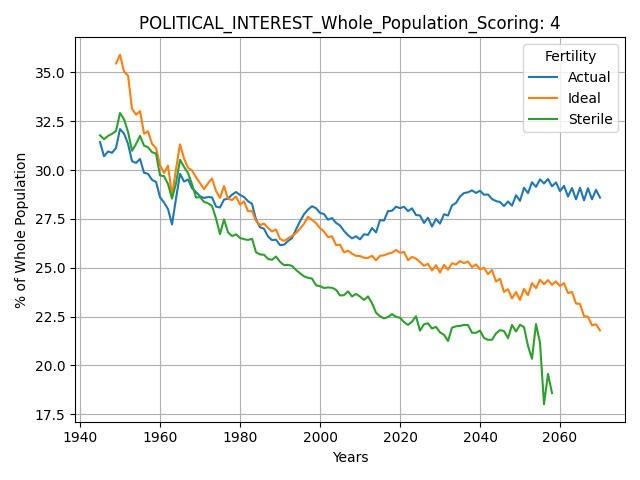 POLITICAL_INTEREST_Whole_Population_Scoring: 4
Fertility
Actual
Ideal
Sterile
% of Whole Population
35.0
32.5
30.0
27.5
25.0
22.5
20.0
17.5
1940 1960 1980 2000 2020 2040 2060
Years